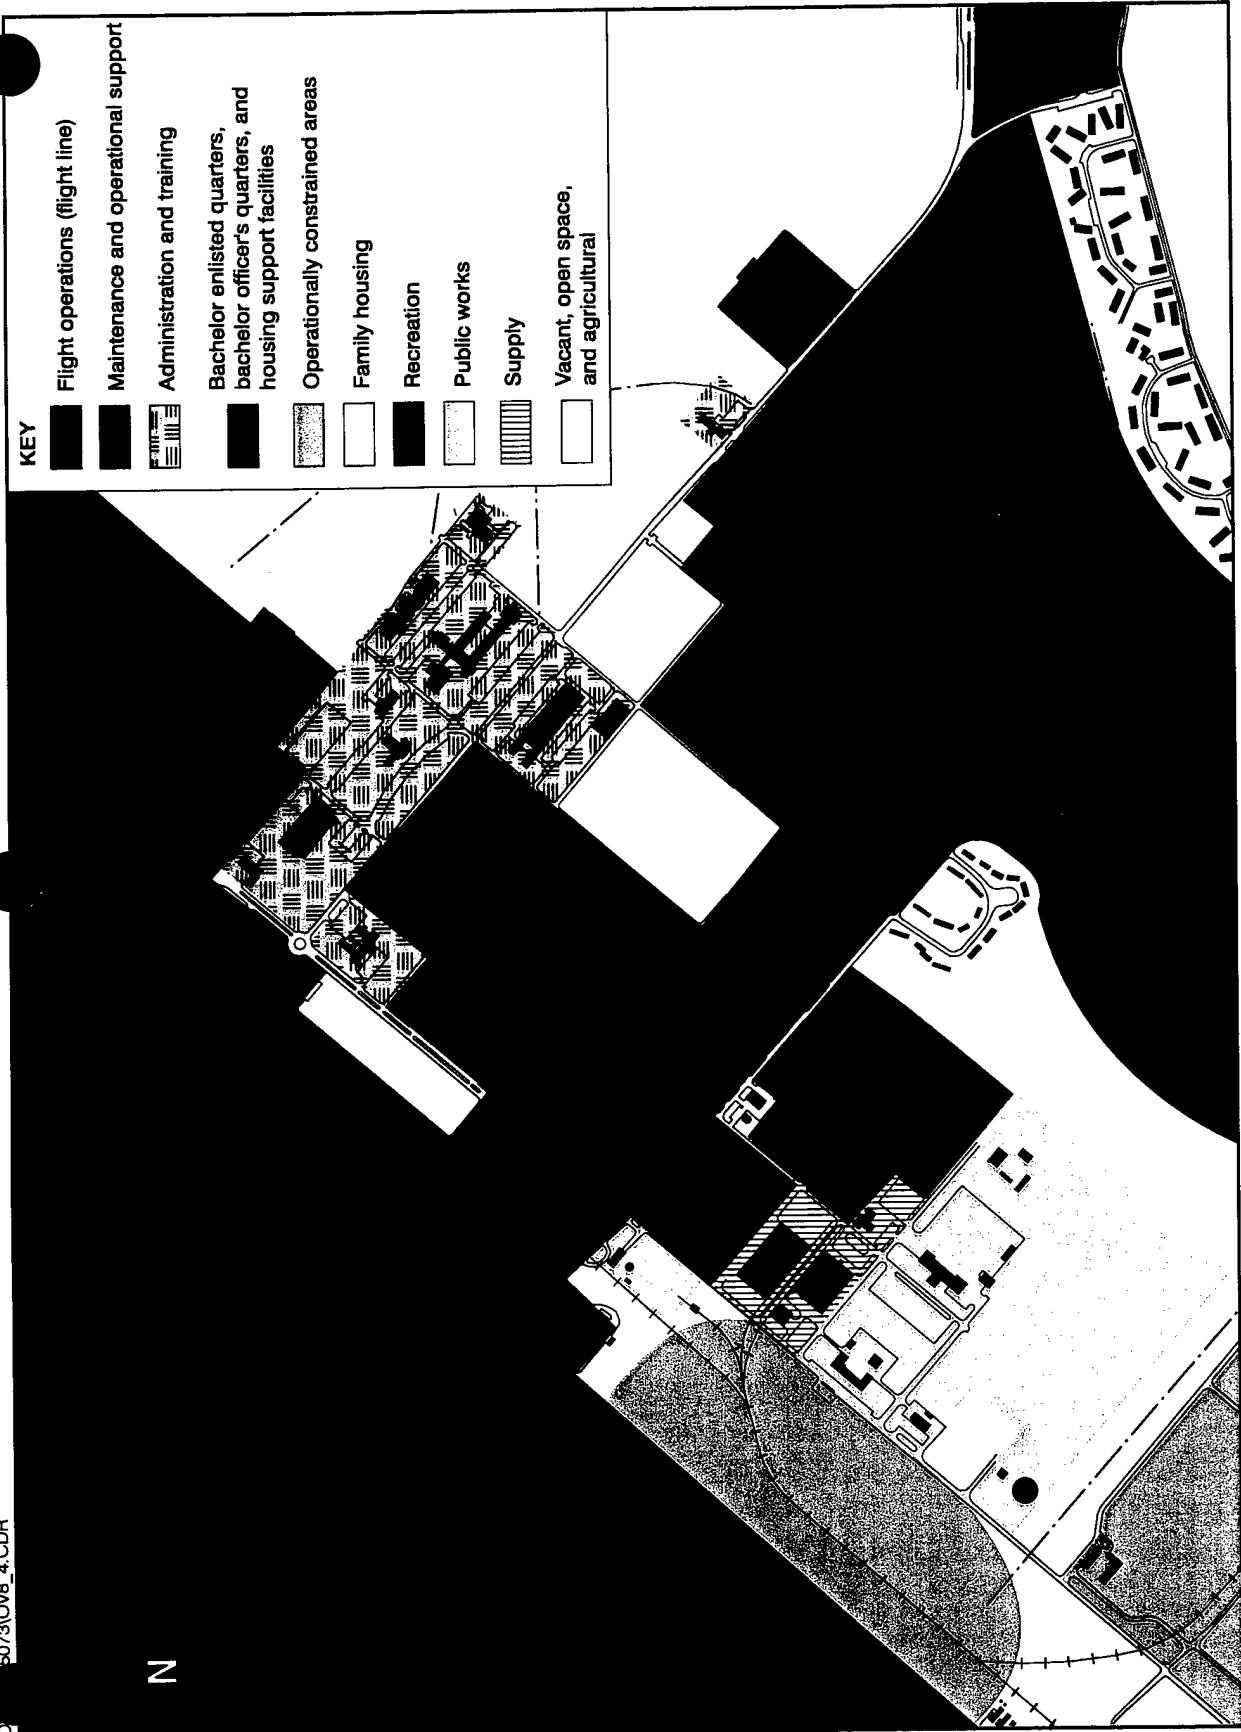 KEY
Flight operations (flight line)
Maintenance and operational support
Administration and training
Bachelor enlisted quarters,
bachelor officer's quarters, and
housing support facilities
Operationally constrained areas
Family housing
Recreation
Public works
Supply
Vacant, open space,
and agricultural
N